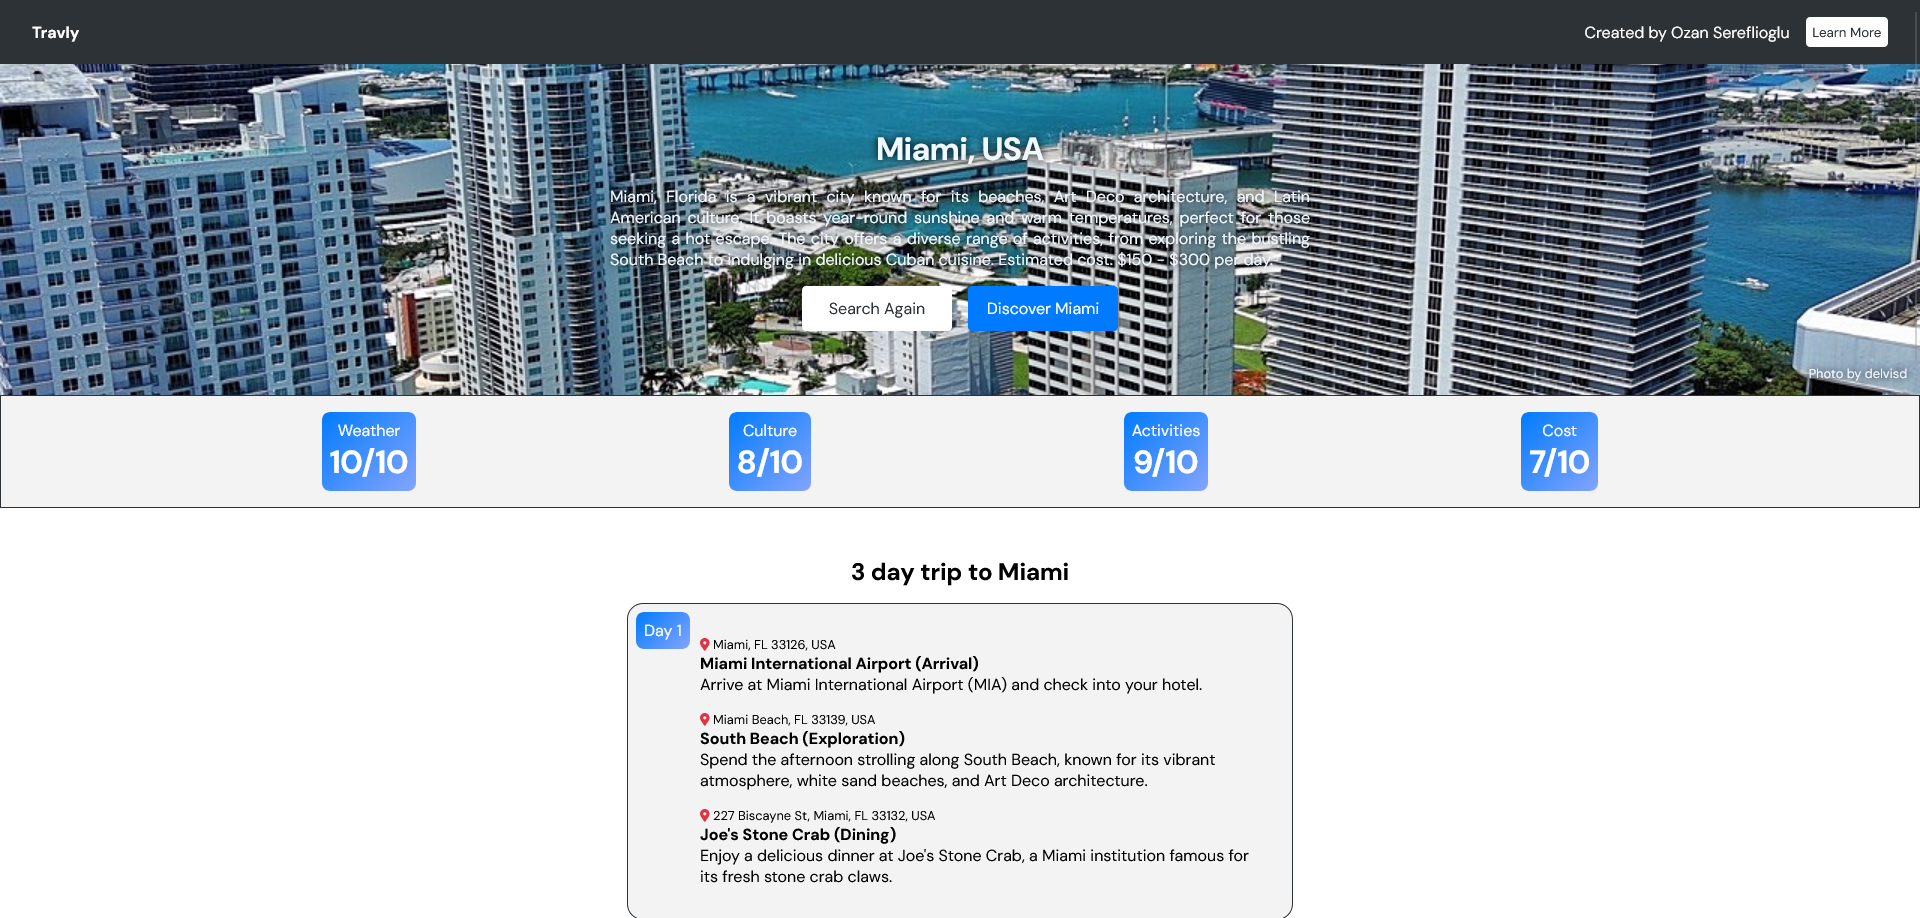 Travly
Created by Ozan Sereflioglu
Learn More
Miami, USA
Miami, Florida is a vibrant city known for its beaches, Art Deco architecture, and Latin
American culture. It boasts year-round sunshine and warm temperatures, perfect for those
seeking a hot escape. The city offers a diverse range of activities, from exploring the bustling
South Beach to indulging in delicious Cuban cuisine. Estimated cost: $150 - $300 per day.
Search Again
Discover Miami
Photo by delvisd
Weather
10/10
Culture
8/10
Activities
9/10
Cost
7/10
3 day trip to Miami
Day 1
Miami, FL 33126, USA
Miami International Airport (Arrival)
Arrive at Miami International Airport (MIA) and check into your hotel.
Miami Beach, FL 33139, USA
South Beach (Exploration)
Spend the afternoon strolling along South Beach, known for its vibrant
atmosphere, white sand beaches, and Art Deco architecture.
227 Biscayne St, Miami, FL 33132, USA
Joe's Stone Crab (Dining)
Enjoy a delicious dinner at Joe's Stone Crab, a Miami institution famous for
its fresh stone crab claws.